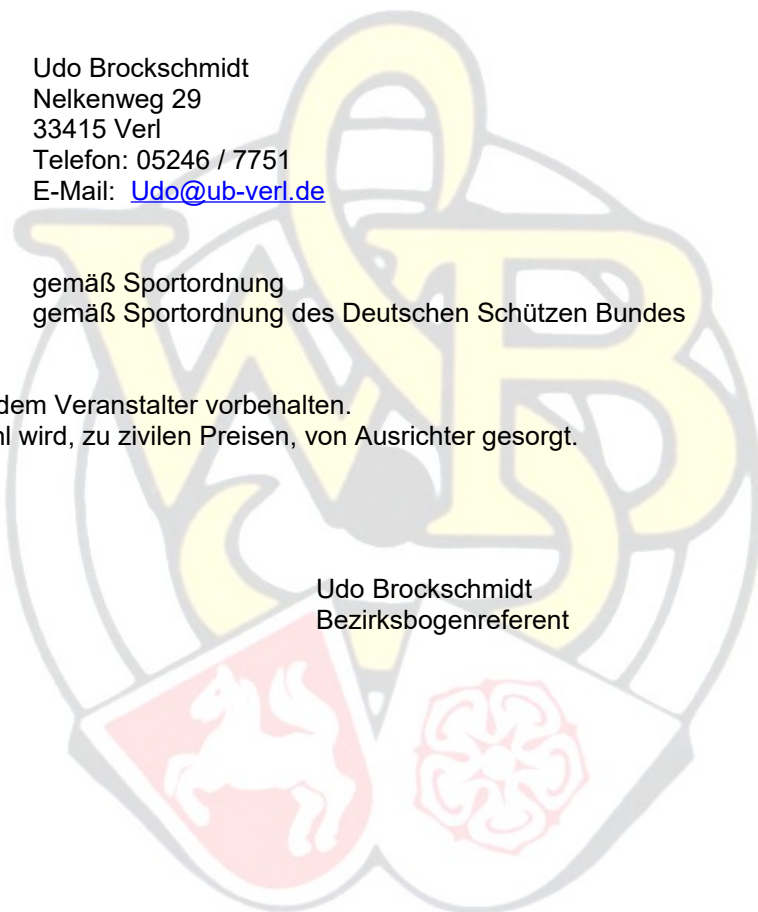 Udo Brockschmidt
Nelkenweg 29
33415 Verl
Telefon: 05246 / 7751
E-Mail: Udo@ub-verl.de
gemäß Sportordnung
gemäß Sportordnung des Deutschen Schützen Bundes
dem Veranstalter vorbehalten.
wird, zu zivilen Preisen, von Ausrichter gesorgt.
Udo Brockschmidt
Bezirksbogenreferent
WSB